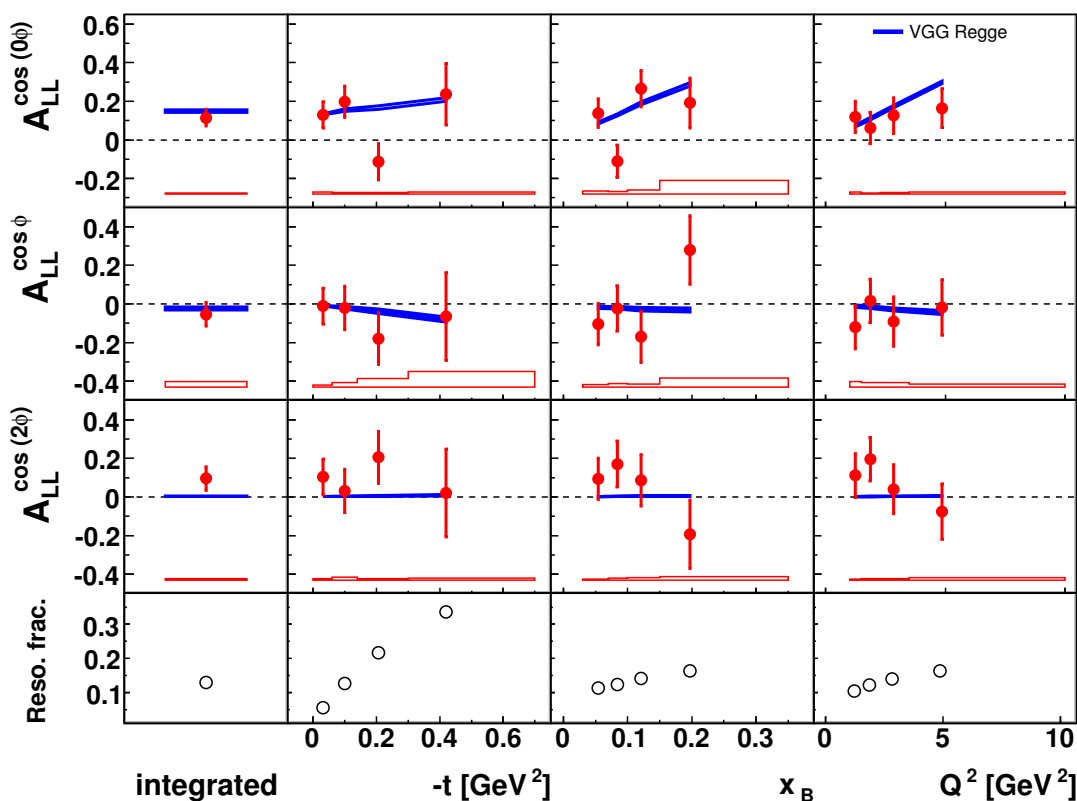 A_LL^cos (0ϕ)
0.6
0.4
0.2
0
-0.2
VGG Regge
A_LL^cos ϕ
0.4
0.2
0
-0.2
-0.4
A_LL^cos (2ϕ)
0.4
0.2
0
-0.2
-0.4
Reso. frac.
0.3
0.2
0.1
0 0.2 0.4 0.6
0 0.1 0.2 0.3
0 5 10
integrated
-t [GeV²]
x_B
Q² [GeV²]